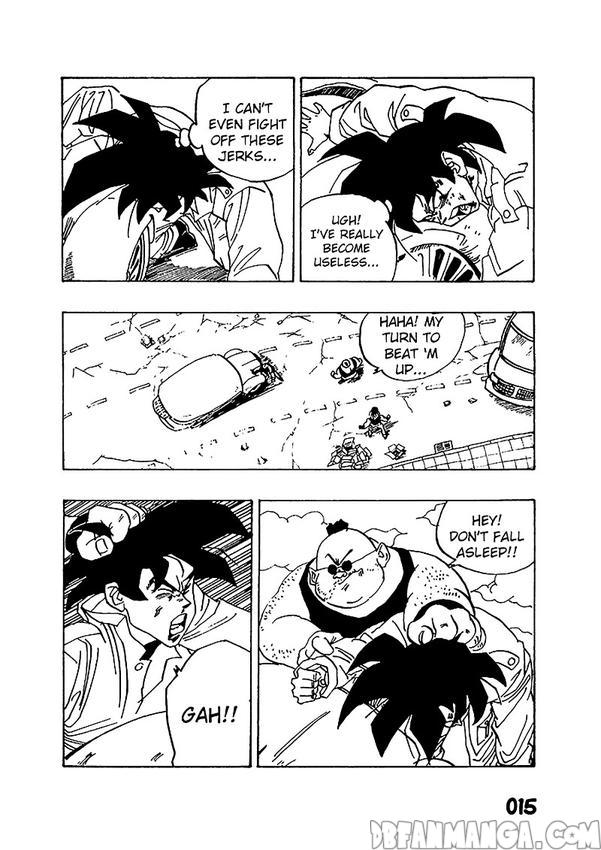 UGH!
I'VE REALLY
BECOME
USELESS...
I CAN'T
EVEN FIGHT
OFF THESE
JERKS...
HAHA! MY
TURN TO
BEAT 'M
UP...
HEY!
DON'T FALL
ASLEEP!!
GAH!!
015
DBFANMANGA.COM